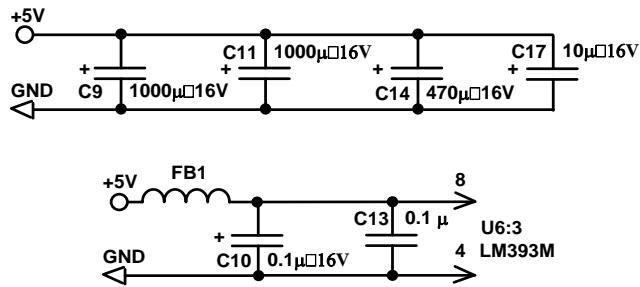 +5V
C11
1000µ□16V
C17
10µ□16V
+
+
+
+
GND
C9
1000µ□16V
C14
470µ□16V
FB1
+5V
8
C13
0.1 µ
U6:3
+
GND
C10
0.1µ□16V
4
LM393M